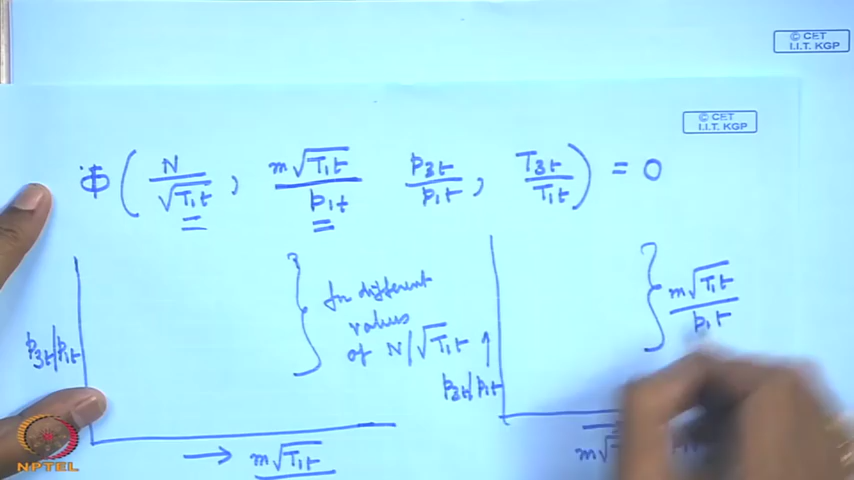 © CET
I.I.T. KGP
© CET
I.I.T. KGP
Φ ( N/√T₁t , m√T₁t/p₁t p₃t/p₁t , T₃t/T₁t ) = 0
p₃t/p₁t
for different
values
of N/√T₁t
m√T₁t
p₃t/p₁t
m√T₁t/p₁t
NPTEL